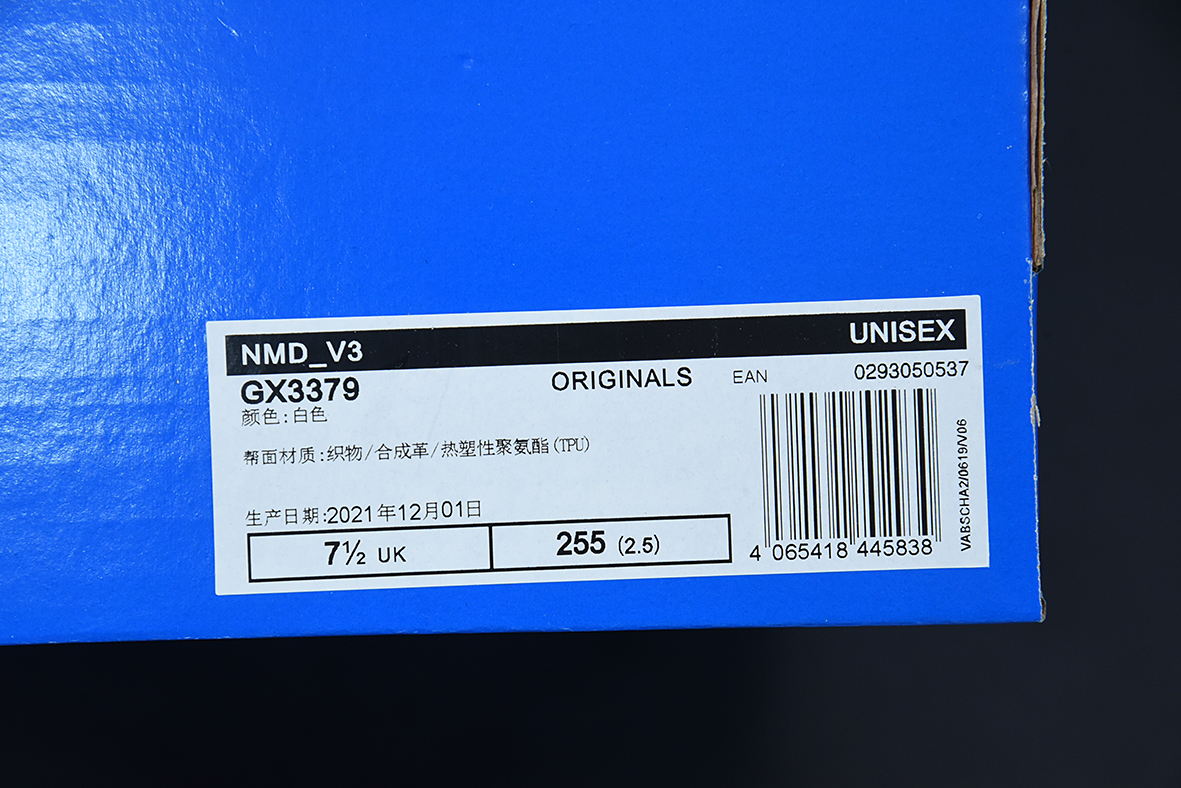 NMD_V3 UNISEX
GX3379 ORIGINALS EAN 0293050537
颜色:白色
帮面材质:织物/合成革/热塑性聚氨酯(TPU)
生产日期:2021年12月01日
7½ UK 255 (2.5)
4 065418 445838
VABSCHA2/0619/V06